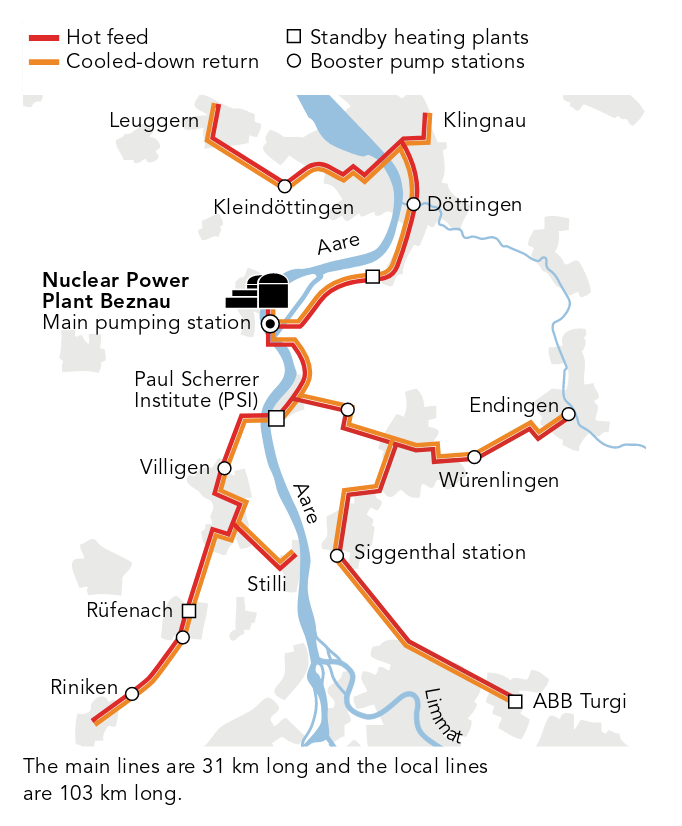 Hot feed
Cooled-down return
Standby heating plants
Booster pump stations
Leuggern
Klingnau
Kleindöttingen
Döttingen
Aare
Nuclear Power
Plant Beznau
Main pumping station
Paul Scherrer
Institute (PSI)
Endingen
Villigen
Würenlingen
Aare
Siggenthal station
Stilli
Rüfenach
Riniken
Limmat
ABB Turgi
The main lines are 31 km long and the local lines
are 103 km long.